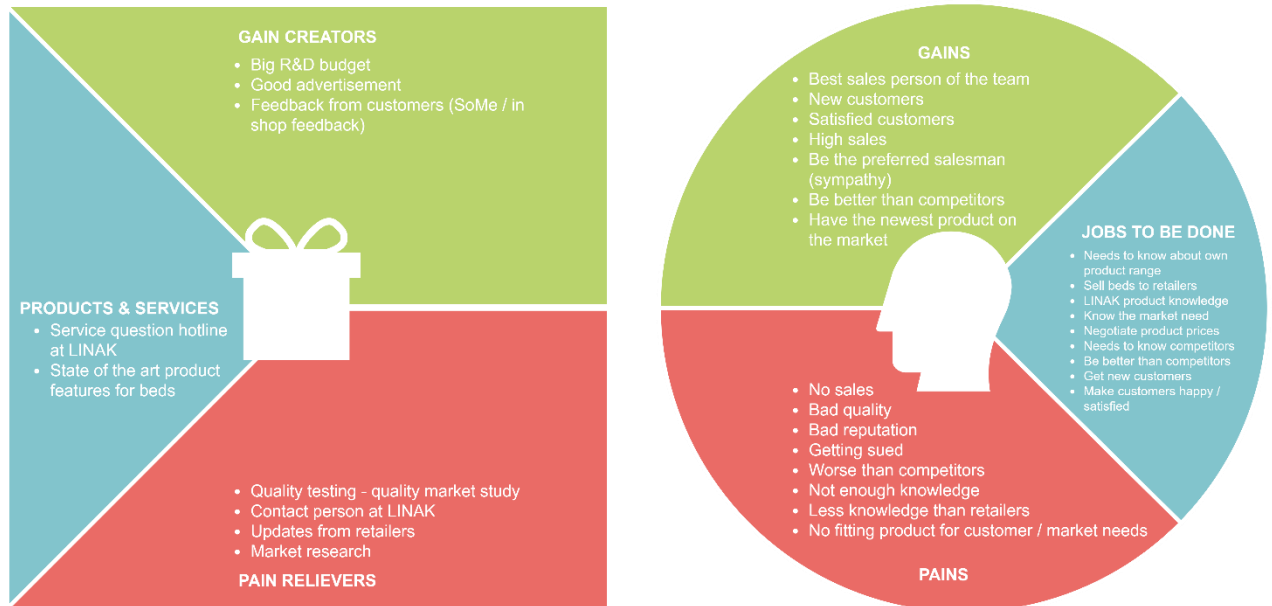 GAIN CREATORS
• Big R&D budget
• Good advertisement
• Feedback from customers (SoMe / in
shop feedback)
PRODUCTS & SERVICES
• Service question hotline
at LINAK
• State of the art product
features for beds
• Quality testing - quality market study
• Contact person at LINAK
• Updates from retailers
• Market research
PAIN RELIEVERS
GAINS
• Best sales person of the team
• New customers
• Satisfied customers
• High sales
• Be the preferred salesman
(sympathy)
• Be better than competitors
• Have the newest product on
the market
JOBS TO BE DONE
• Needs to know about own
product range
• Sell beds to retailers
• LINAK product knowledge
• Know the market need
• Negotiate product prices
• Needs to know competitors
• Be better than competitors
• Get new customers
• Make customers happy /
satisfied
• No sales
• Bad quality
• Bad reputation
• Getting sued
• Worse than competitors
• Not enough knowledge
• Less knowledge than retailers
• No fitting product for customer / market needs
PAINS